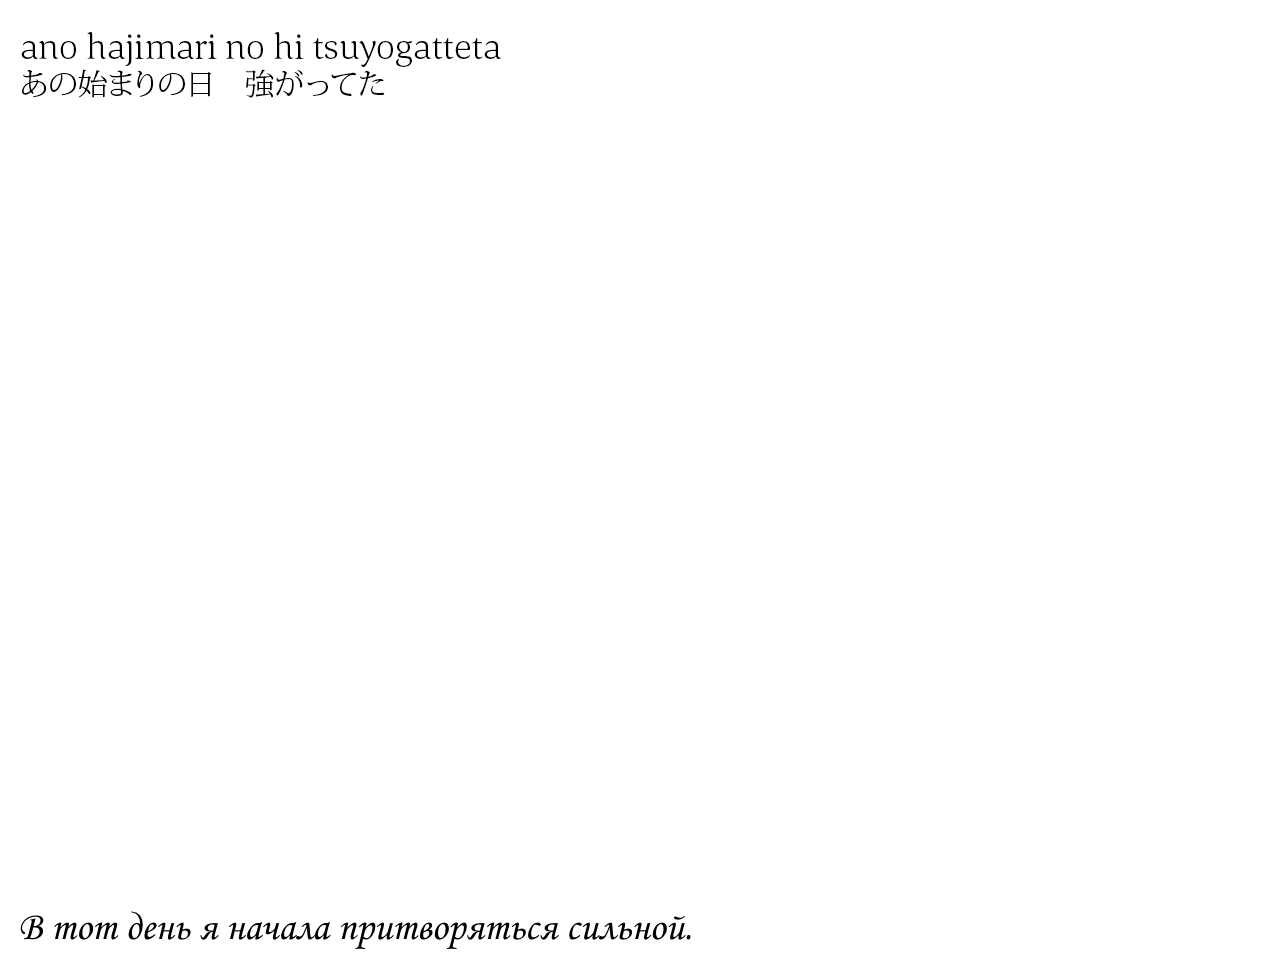 ano hajimari no hi tsuyogatteta
あの始まりの日　強がってた
В тот день я начала притворяться сильной.